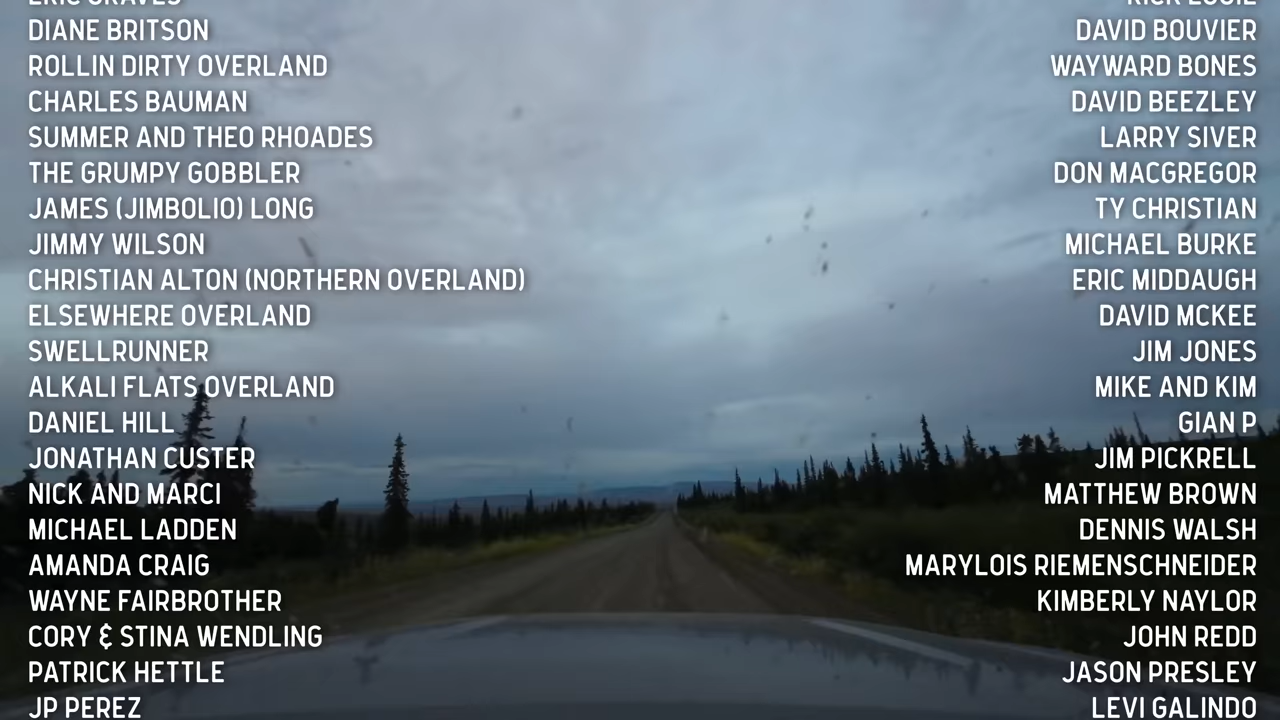 DIANE BRITSON
ROLLIN DIRTY OVERLAND
CHARLES BAUMAN
SUMMER AND THEO RHOADES
THE GRUMPY GOBBLER
JAMES (JIMBOLIO) LONG
JIMMY WILSON
CHRISTIAN ALTON (NORTHERN OVERLAND)
ELSEWHERE OVERLAND
SWELLRUNNER
ALKALI FLATS OVERLAND
DANIEL HILL
JONATHAN CUSTER
NICK AND MARCI
MICHAEL LADDEN
AMANDA CRAIG
WAYNE FAIRBROTHER
CORY & STINA WENDLING
PATRICK HETTLE
JP PEREZ
DAVID BOUVIER
WAYWARD BONES
DAVID BEEZLEY
LARRY SIVER
DON MACGREGOR
TY CHRISTIAN
MICHAEL BURKE
ERIC MIDDAUGH
DAVID MCKEE
JIM JONES
MIKE AND KIM
GIAN P
JIM PICKRELL
MATTHEW BROWN
DENNIS WALSH
MARYLOIS RIEMENSCHNEIDER
KIMBERLY NAYLOR
JOHN REDD
JASON PRESLEY
LEVI GALINDO